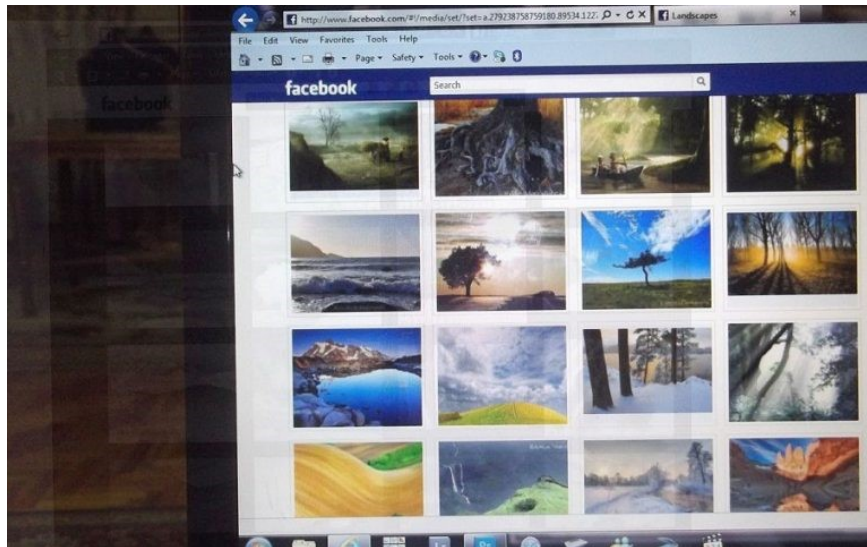 http://www.facebook.com/#!/media/set/?set=a.279238758759180.89534.1227
Landscapes
File Edit View Favorites Tools Help
Page Safety Tools
facebook
Search
facebook